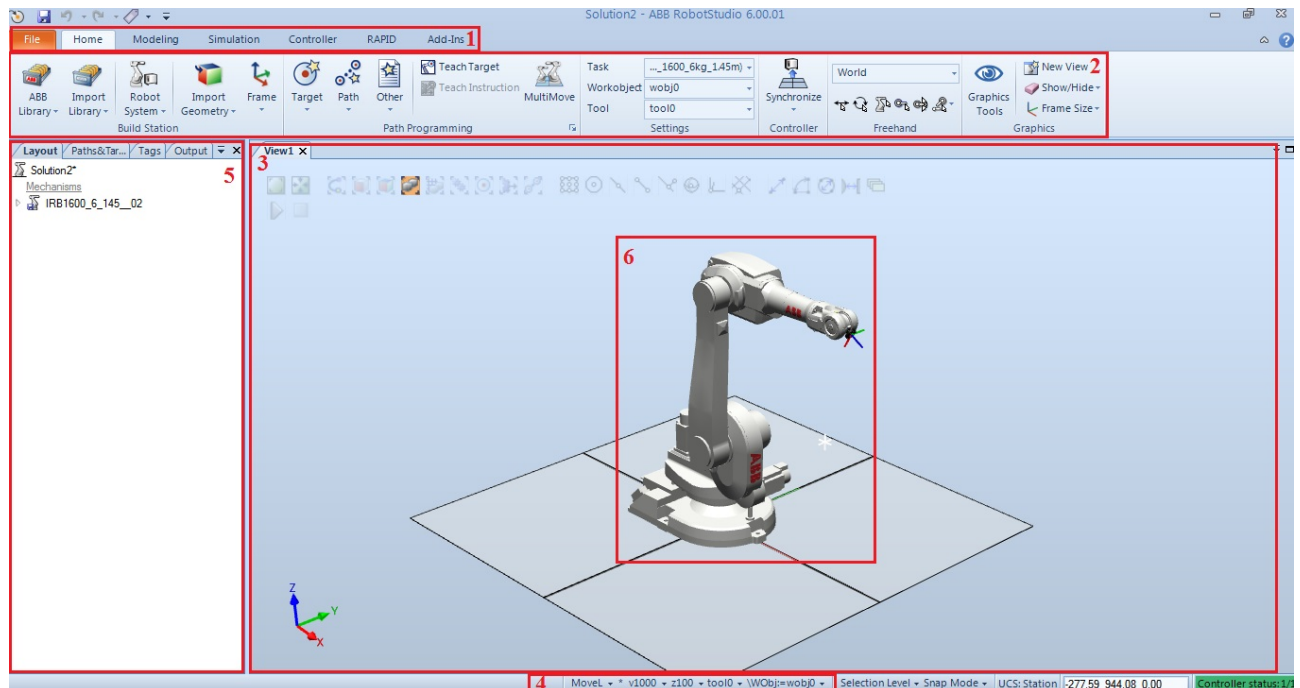 Solution2 - ABB RobotStudio 6.00.01
File Home Modeling Simulation Controller RAPID Add-Ins 1
ABB Library
Import Library
Robot System
Import Geometry
Frame
Build Station
Target
Path
Other
Teach Target
Teach Instruction
MultiMove
Path Programming
Task ..._1600_6kg_1.45m)
Workobject wobj0
Tool tool0
Settings
Synchronize
Controller
World
Freehand
Graphics Tools
New View 2
Show/Hide
Frame Size
Graphics
Layout Paths&Tar... Tags Output
5
Solution2*
Mechanisms
IRB1600_6_145__02
View1
3
6
ABB
ABB
Z
Y
X
4 MoveL * v1000 z100 tool0 \WObj:=wobj0 Selection Level Snap Mode UCS: Station -277.59 944.08 0.00 Controller status: 1/1